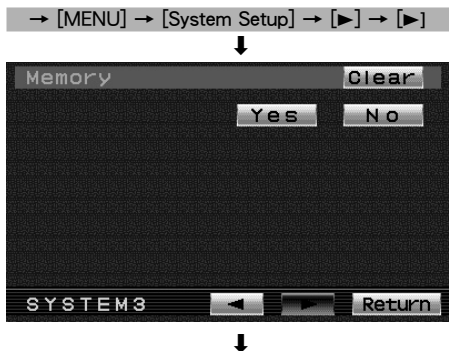 → [MENU] → [System Setup] → [►] → [►]
⬇
Memory Clear
Yes No
SYSTEM3 ◄ ► Return
⬇